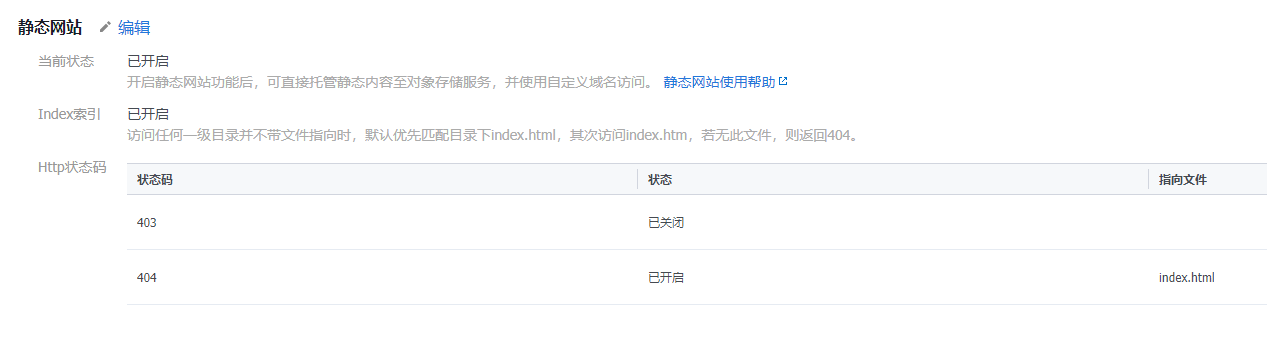 静态网站 编辑
当前状态 已开启
开启静态网站功能后，可直接托管静态内容至对象存储服务，并使用自定义域名访问。 静态网站使用帮助
Index索引 已开启
访问任何一级目录并不带文件指向时，默认优先匹配目录下index.html，其次访问index.htm，若无此文件，则返回404。
Http状态码
状态码 状态 指向文件
403 已关闭
404 已开启 index.html